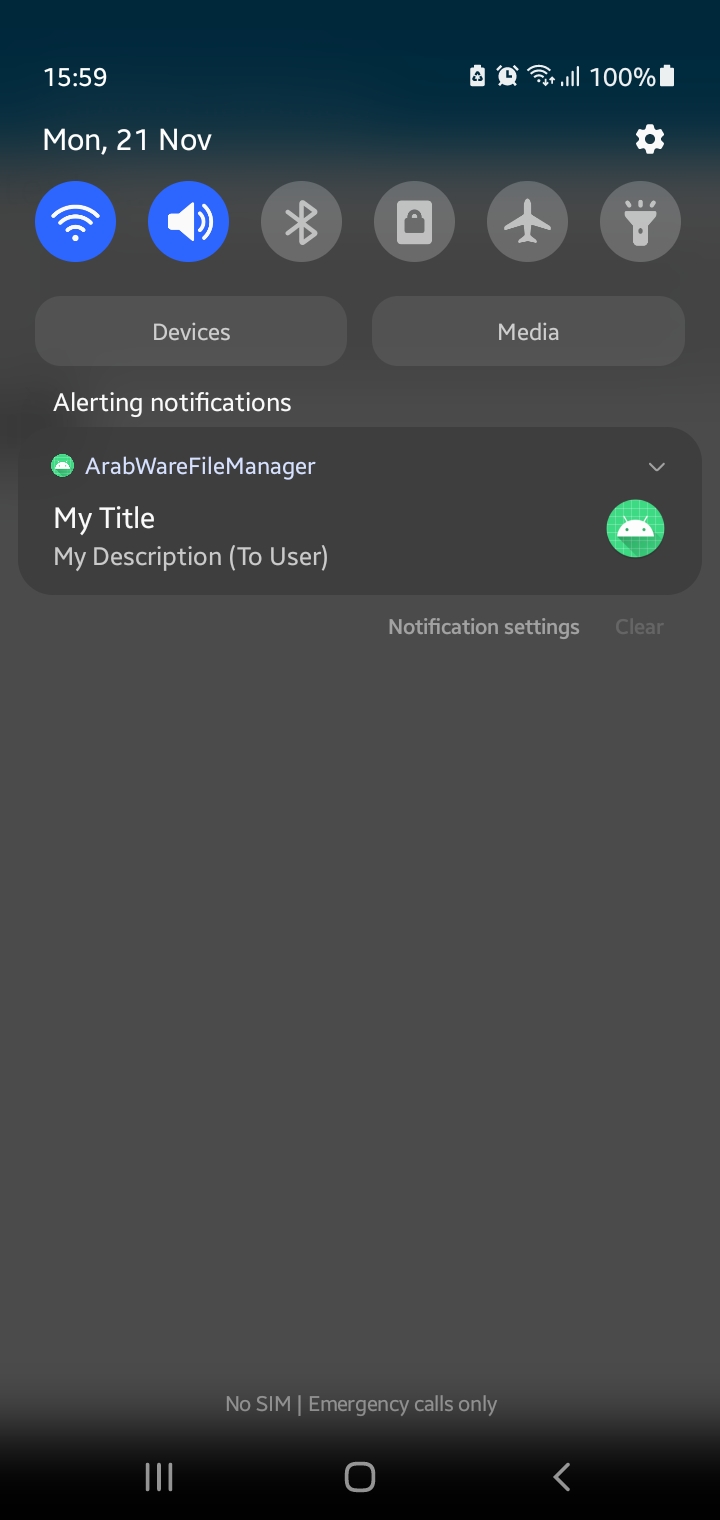 15:59
100%
Mon, 21 Nov
Devices
Media
Alerting notifications
ArabWareFileManager
My Title
My Description (To User)
Notification settings
Clear
No SIM | Emergency calls only